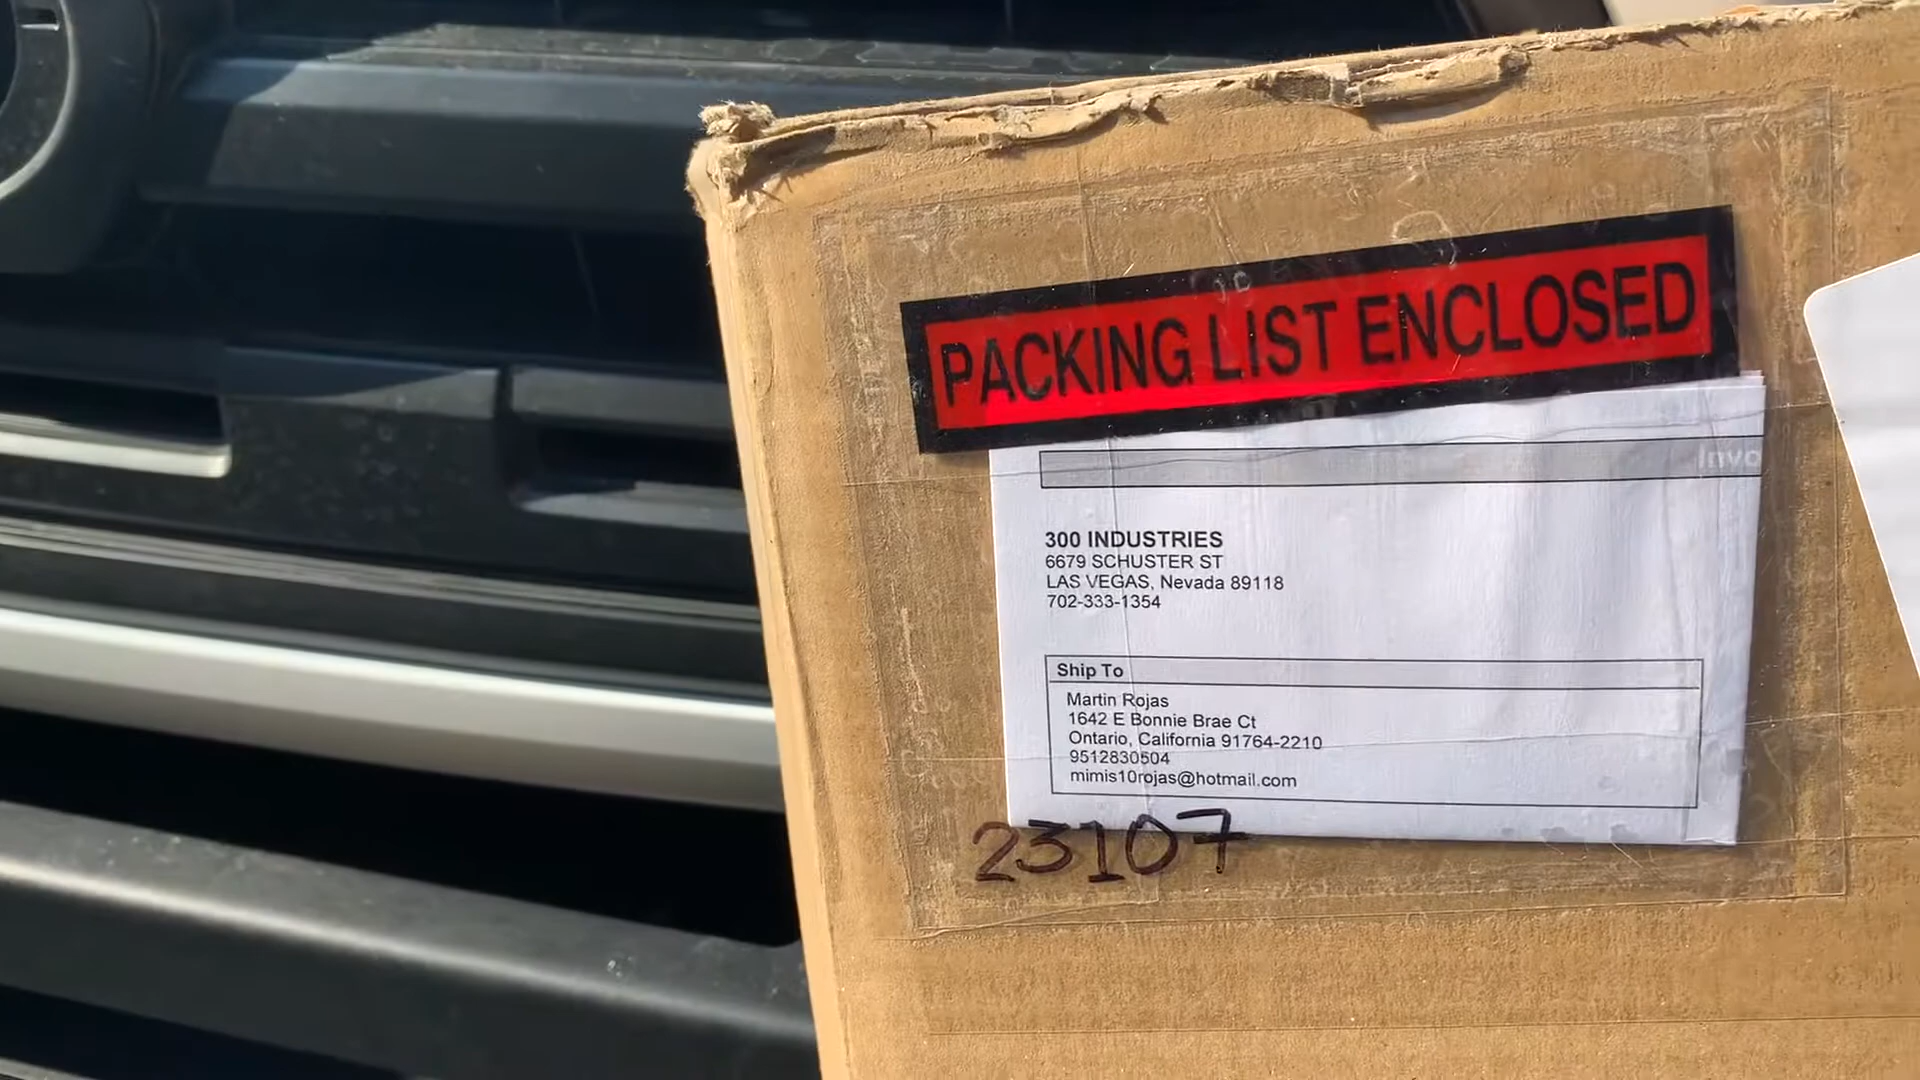 PACKING LIST ENCLOSED
Invo
300 INDUSTRIES
6679 SCHUSTER ST
LAS VEGAS, Nevada 89118
702-333-1354
Ship To
Martin Rojas
1642 E Bonnie Brae Ct
Ontario, California 91764-2210
9512830504
mimis10rojas@hotmail.com
23107